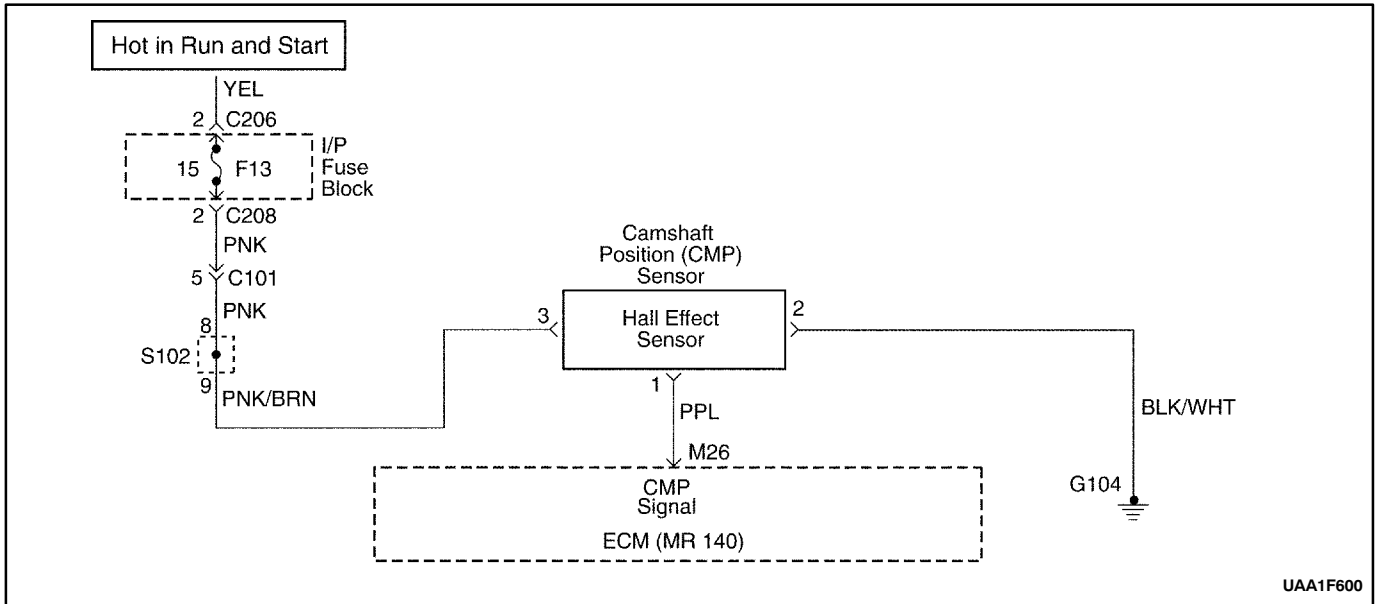 Hot in Run and Start
YEL
2 C206
I/P
Fuse
Block
15 F13
2 C208
PNK
5 C101
PNK
8
S102
9
PNK/BRN
Camshaft
Position (CMP)
Sensor
3
Hall Effect
Sensor
2
1
PPL
M26
BLK/WHT
G104
CMP
Signal
ECM (MR 140)
UAA1F600